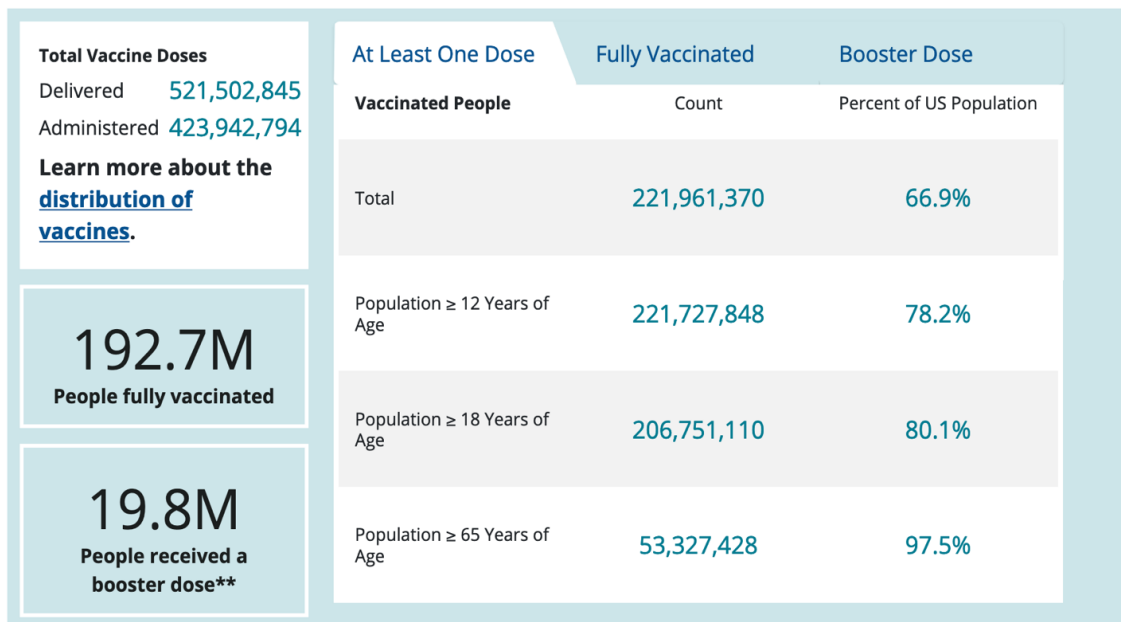 Total Vaccine Doses
Delivered 521,502,845
Administered 423,942,794
Learn more about the
distribution of
vaccines.
192.7M
People fully vaccinated
19.8M
People received a
booster dose**
At Least One Dose Fully Vaccinated Booster Dose
Vaccinated People Count Percent of US Population
Total 221,961,370 66.9%
Population ≥ 12 Years of
Age
221,727,848 78.2%
Population ≥ 18 Years of
Age
206,751,110 80.1%
Population ≥ 65 Years of
Age
53,327,428 97.5%